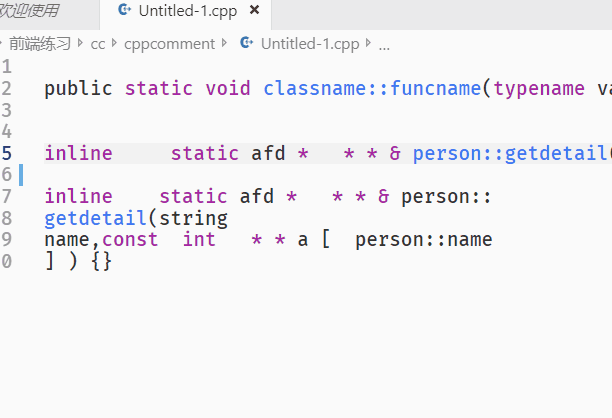 欢迎使用 Untitled-1.cpp ×
前端练习 > cc > cppcomment > Untitled-1.cpp > ...
1
2 public static void classname::funcname(typename va
3
4
5 inline     static afd *   * * & person::getdetail(
6
7 inline    static afd *   * * & person::
8 getdetail(string
9 name,const  int   * * a [  person::name
0 ] ) {}